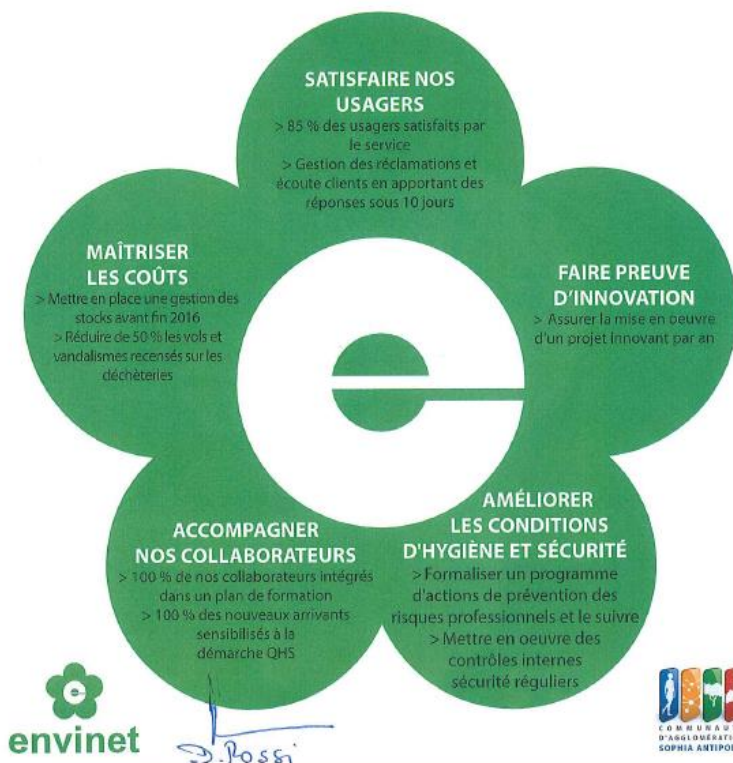 SATISFAIRE NOS
USAGERS
> 85 % des usagers satisfaits par
le service
> Gestion des réclamations et
écoute clients en apportant des
réponses sous 10 jours
MAÎTRISER
LES COÛTS
> Mettre en place une gestion des
stocks avant fin 2016
> Réduire de 50 % les vols et
vandalismes recensés sur les
déchèteries
FAIRE PREUVE
D'INNOVATION
> Assurer la mise en oeuvre
d'un projet innovant par an
e
ACCOMPAGNER
NOS COLLABORATEURS
> 100 % de nos collaborateurs intégrés
dans un plan de formation
> 100 % des nouveaux arrivants
sensibilisés à la
démarche QHS
AMÉLIORER
LES CONDITIONS
D'HYGIÈNE ET SÉCURITÉ
> Formaliser un programme
d'actions de prévention des
risques professionnels et le suivre
> Mettre en oeuvre des
contrôles internes
sécurité réguliers
e
envinet
D. Rossi
COMMUNAU
D'AGGLOMÉRATI
SOPHIA ANTIPO